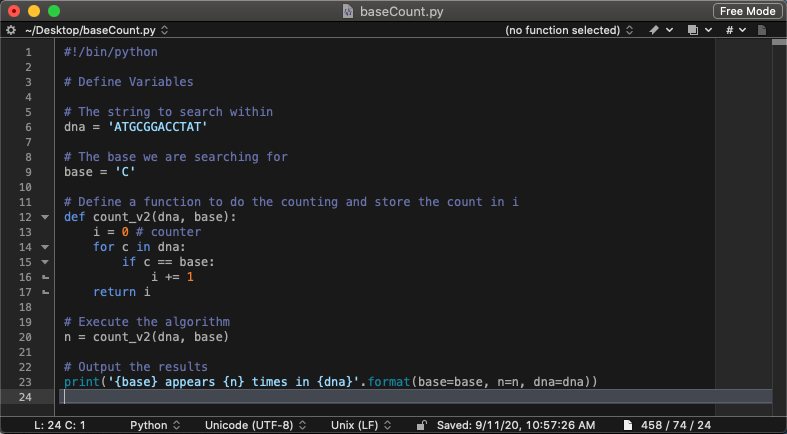 baseCount.py
Free Mode
~/Desktop/baseCount.py
(no function selected)
#
1 #!/bin/python
2
3 # Define Variables
4
5 # The string to search within
6 dna = 'ATGCGGACCTAT'
7
8 # The base we are searching for
9 base = 'C'
10
11 # Define a function to do the counting and store the count in i
12 def count_v2(dna, base):
13     i = 0 # counter
14     for c in dna:
15         if c == base:
16             i += 1
17     return i
18
19 # Execute the algorithm
20 n = count_v2(dna, base)
21
22 # Output the results
23 print('{base} appears {n} times in {dna}'.format(base=base, n=n, dna=dna))
24
L: 24 C: 1
Python
Unicode (UTF-8)
Unix (LF)
Saved: 9/11/20, 10:57:26 AM
458 / 74 / 24